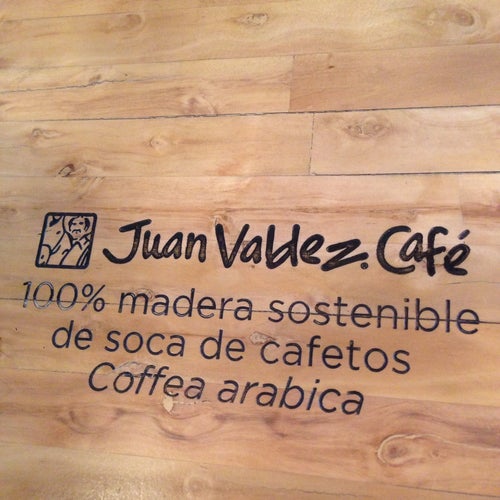 Juan Valdez. Café
100% madera sostenible
de soca de cafetos
Coffea arabica